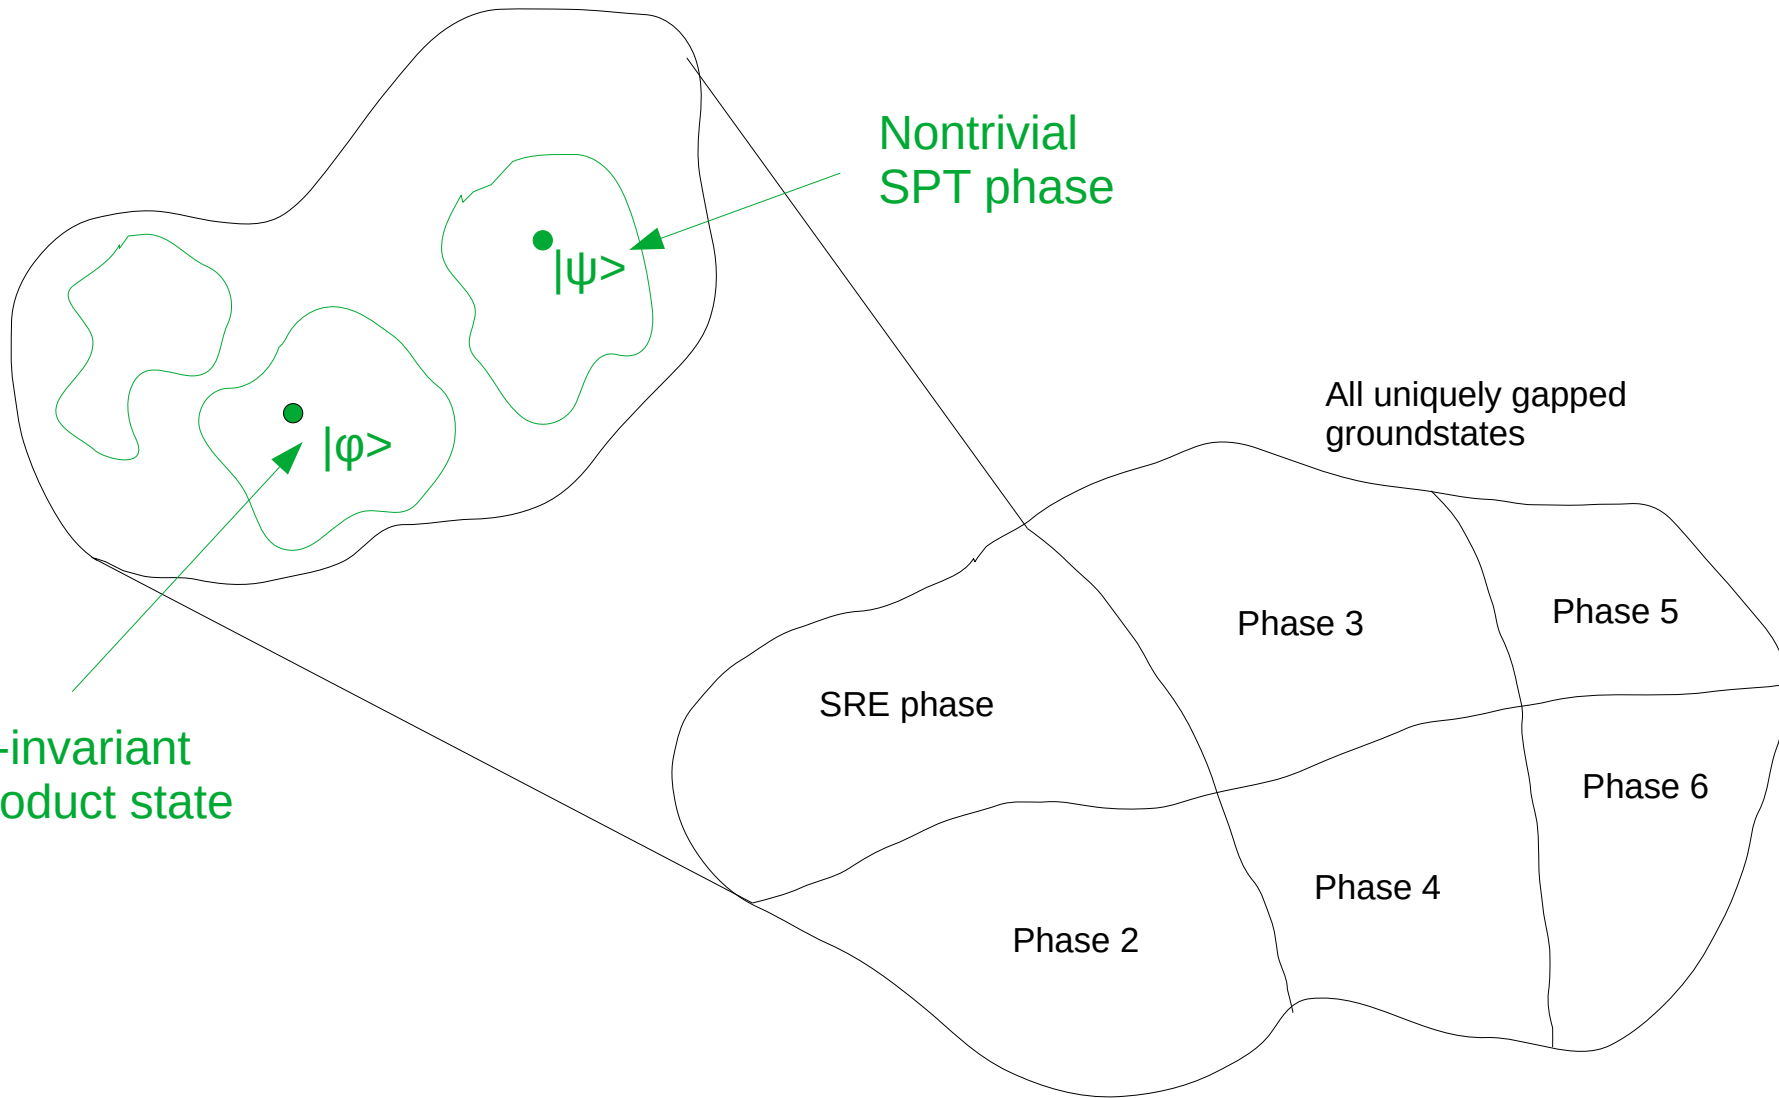 Nontrivial
SPT phase
|ψ>
|φ>
-invariant
oduct state
All uniquely gapped
groundstates
Phase 3
Phase 5
SRE phase
Phase 6
Phase 4
Phase 2